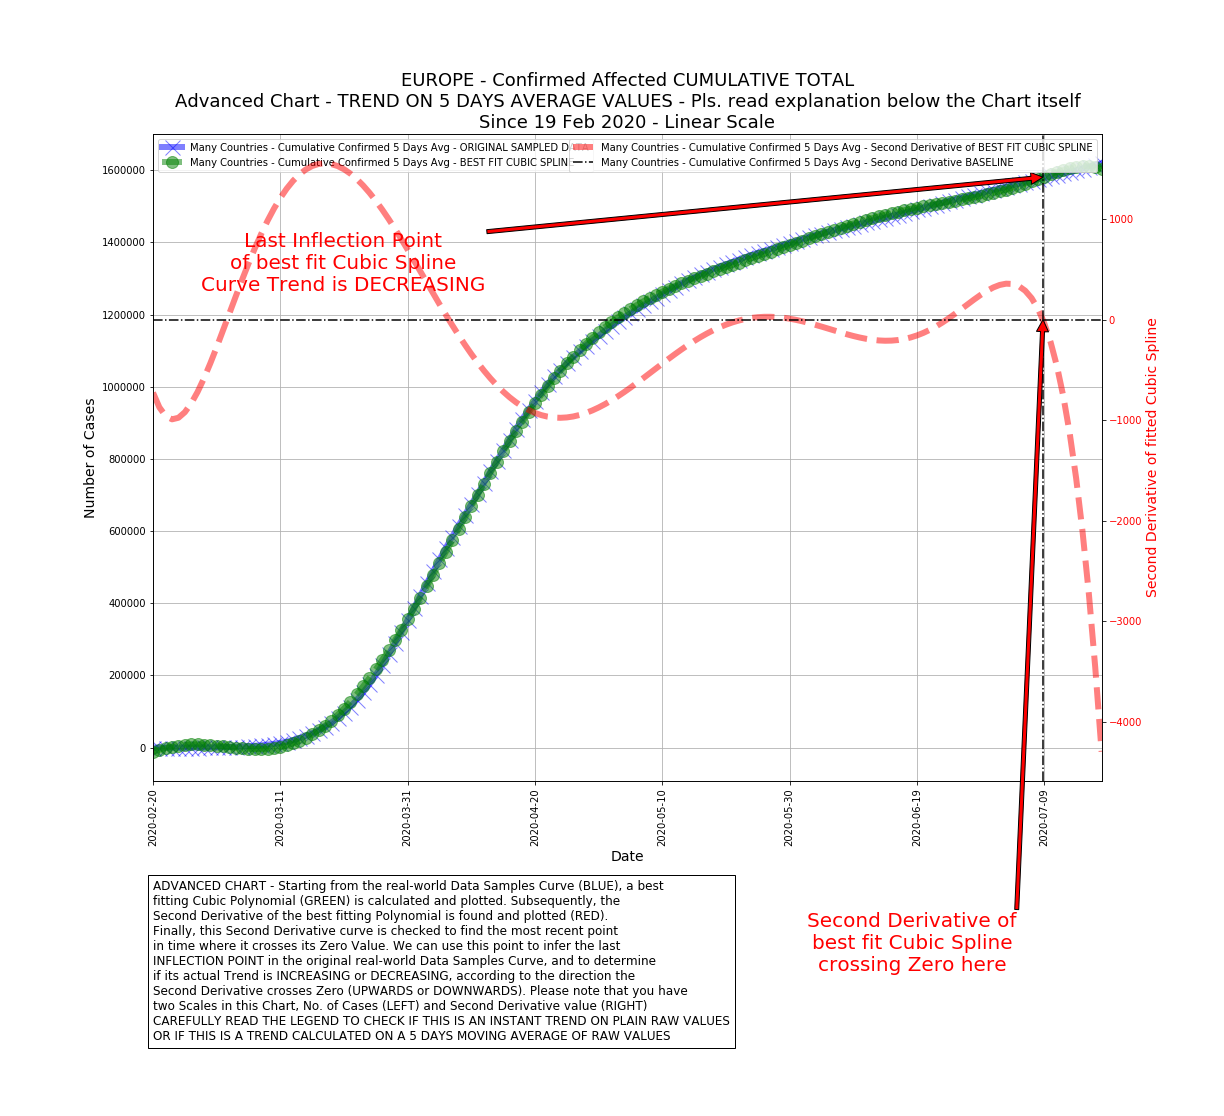 EUROPE - Confirmed Affected CUMULATIVE TOTAL
Advanced Chart - TREND ON 5 DAYS AVERAGE VALUES - Pls. read explanation below the Chart itself
Since 19 Feb 2020 - Linear Scale
Many Countries - Cumulative Confirmed 5 Days Avg - ORIGINAL SAMPLED DATA
Many Countries - Cumulative Confirmed 5 Days Avg - BEST FIT CUBIC SPLIN
Many Countries - Cumulative Confirmed 5 Days Avg - Second Derivative of BEST FIT CUBIC SPLINE
Many Countries - Cumulative Confirmed 5 Days Avg - Second Derivative BASELINE
Last Inflection Point
of best fit Cubic Spline
Curve Trend is DECREASING
Number of Cases
1600000
1400000
1200000
1000000
800000
600000
400000
200000
0
1000
0
−1000
−2000
−3000
−4000
Second Derivative of fitted Cubic Spline
2020-02-20
2020-03-11
2020-03-31
2020-04-20
2020-05-10
2020-05-30
2020-06-19
2020-07-09
Date
ADVANCED CHART - Starting from the real-world Data Samples Curve (BLUE), a best
fitting Cubic Polynomial (GREEN) is calculated and plotted. Subsequently, the
Second Derivative of the best fitting Polynomial is found and plotted (RED).
Finally, this Second Derivative curve is checked to find the most recent point
in time where it crosses its Zero Value. We can use this point to infer the last
INFLECTION POINT in the original real-world Data Samples Curve, and to determine
if its actual Trend is INCREASING or DECREASING, according to the direction the
Second Derivative crosses Zero (UPWARDS or DOWNWARDS). Please note that you have
two Scales in this Chart, No. of Cases (LEFT) and Second Derivative value (RIGHT)
CAREFULLY READ THE LEGEND TO CHECK IF THIS IS AN INSTANT TREND ON PLAIN RAW VALUES
OR IF THIS IS A TREND CALCULATED ON A 5 DAYS MOVING AVERAGE OF RAW VALUES
Second Derivative of
best fit Cubic Spline
crossing Zero here